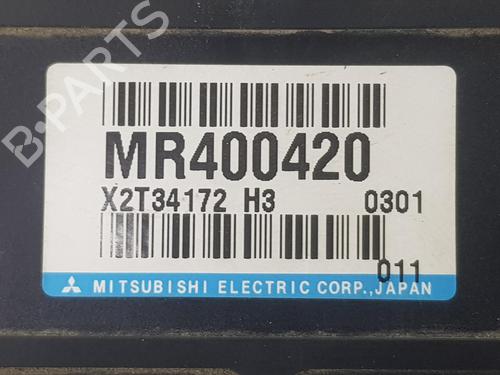 B-PARTS
MR400420
X2T34172 H3 0301
011
MITSUBISHI ELECTRIC CORP., JAPAN